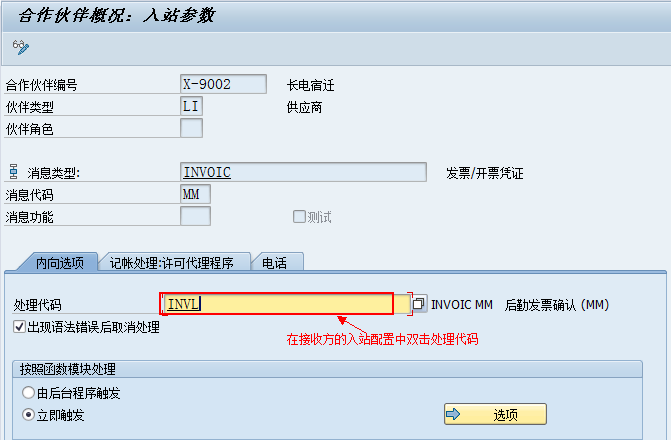 合作伙伴概况：入站参数
合作伙伴编号 X-9002 长电宿迁
伙伴类型 LI 供应商
伙伴角色
消息类型: INVOIC 发票/开票凭证
消息代码 MM
消息功能 测试
内向选项 记帐处理:许可代理程序 电话
处理代码 INVL INVOIC MM 后勤发票确认 (MM)
出现语法错误后取消处理
在接收方的入站配置中双击处理代码
按照函数模块处理
由后台程序触发
立即触发 选项